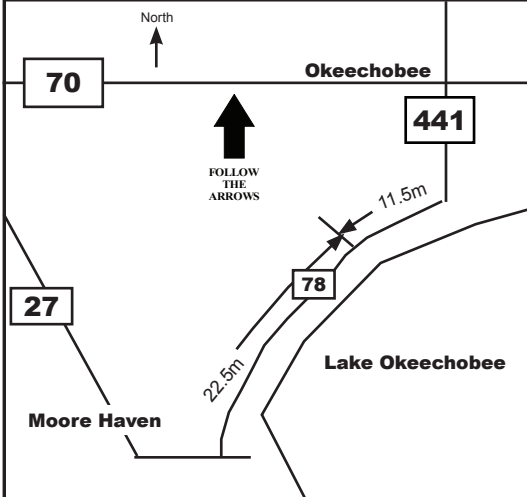 North
Okeechobee
70
441
FOLLOW
THE
ARROWS
11.5m
78
27
22.5m
Lake Okeechobee
Moore Haven